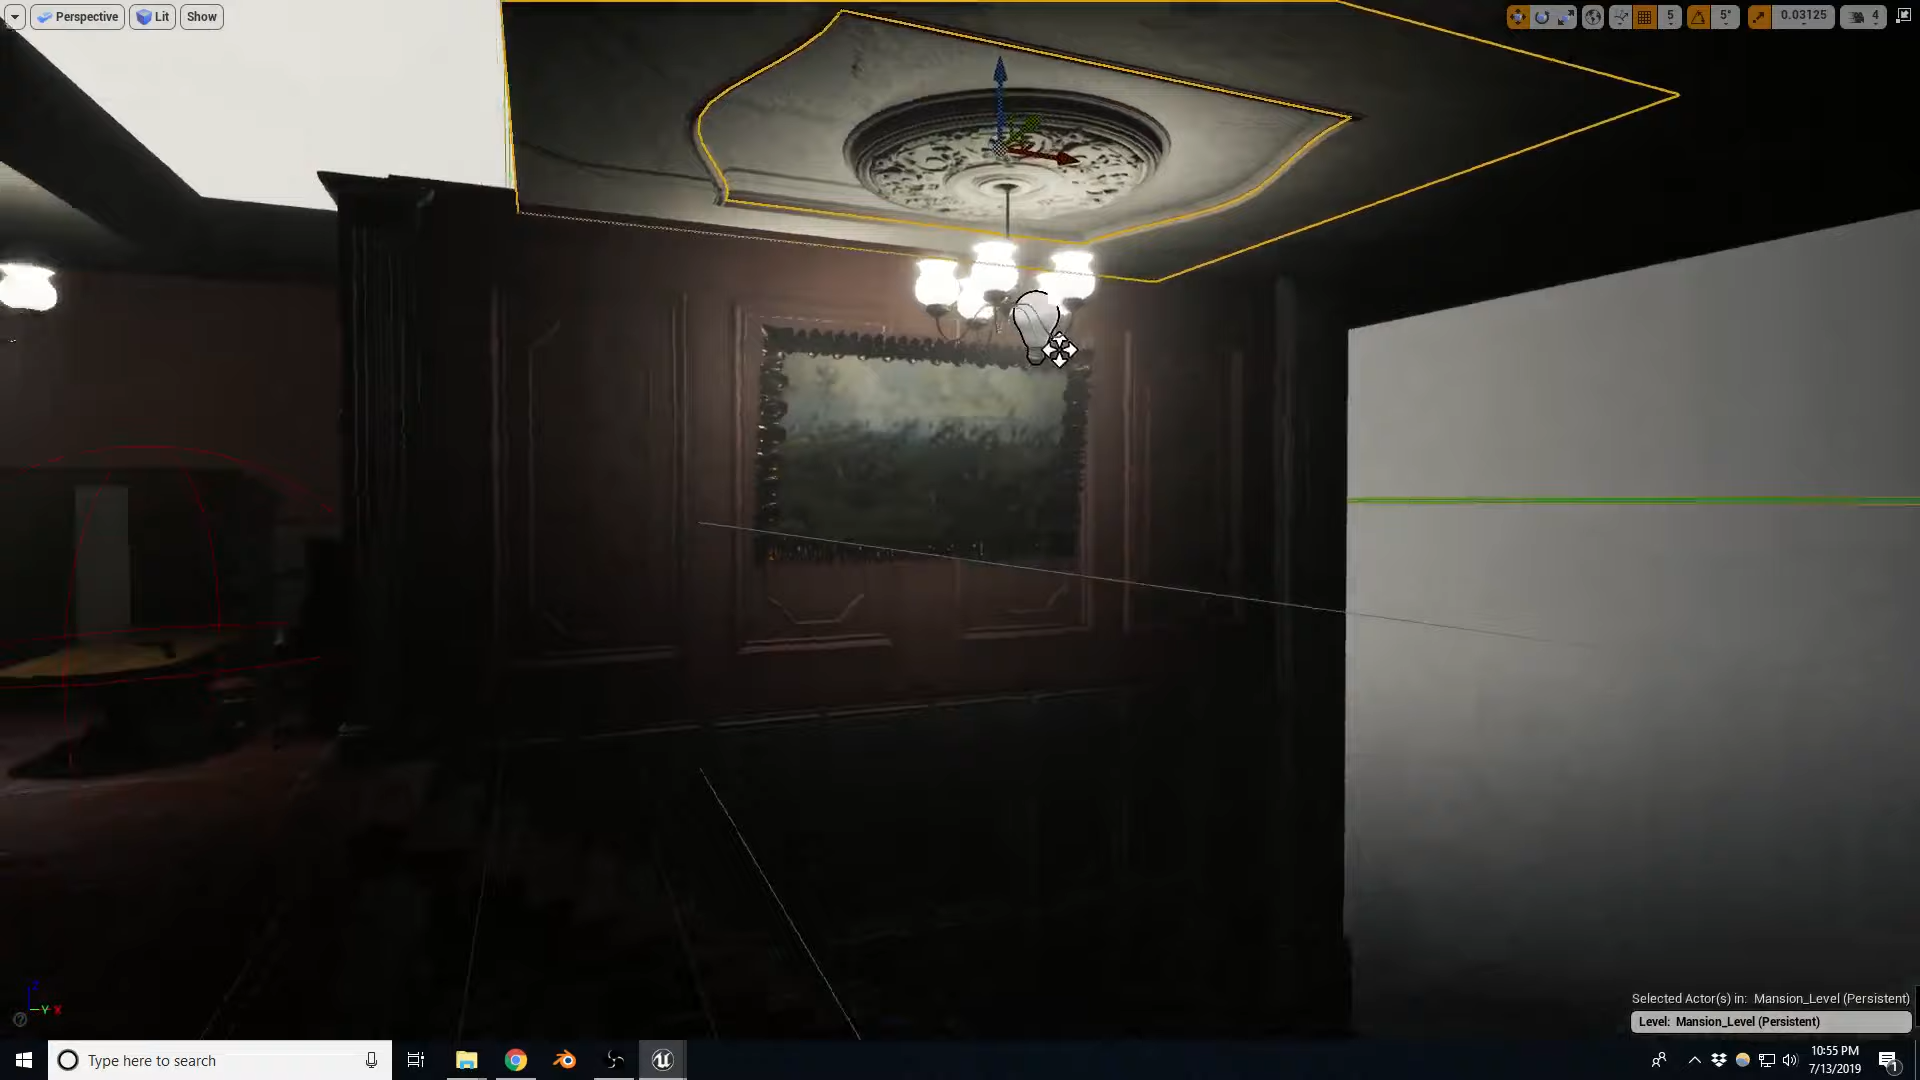 Perspective
Lit
Show
5
5°
0.03125
4
Z
Y X
Selected Actor(s) in: Mansion_Level (Persistent)
Level: Mansion_Level (Persistent)
Type here to search
10:55 PM
7/13/2019
1